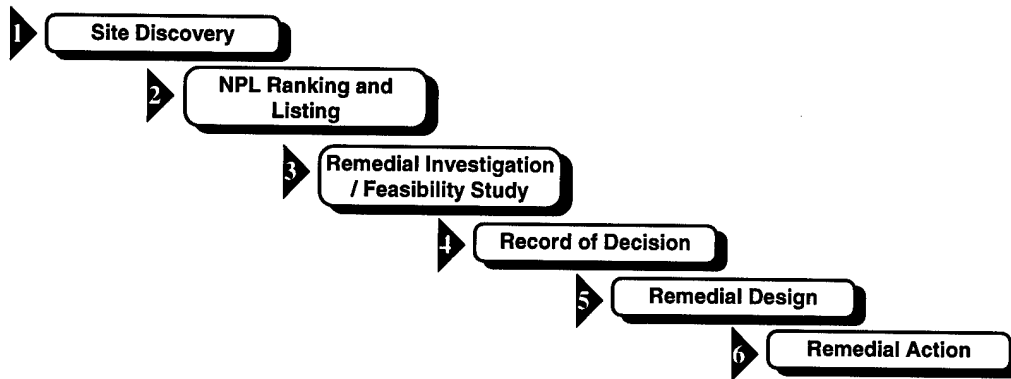 1
Site Discovery
2
NPL Ranking and
Listing
3
Remedial Investigation
/ Feasibility Study
4
Record of Decision
5
Remedial Design
6
Remedial Action